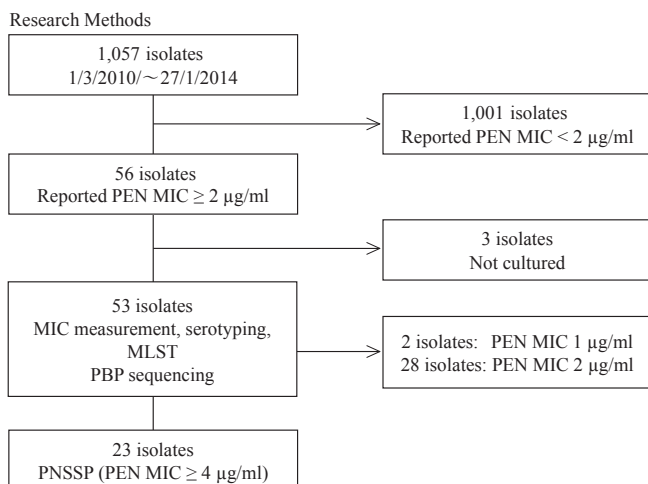 Research Methods
1,057 isolates
1/3/2010/～27/1/2014
1,001 isolates
Reported PEN MIC < 2 µg/ml
56 isolates
Reported PEN MIC ≥ 2 µg/ml
3 isolates
Not cultured
53 isolates
MIC measurement, serotyping,
MLST
PBP sequencing
2 isolates: PEN MIC 1 µg/ml
28 isolates: PEN MIC 2 µg/ml
23 isolates
PNSSP (PEN MIC ≥ 4 µg/ml)